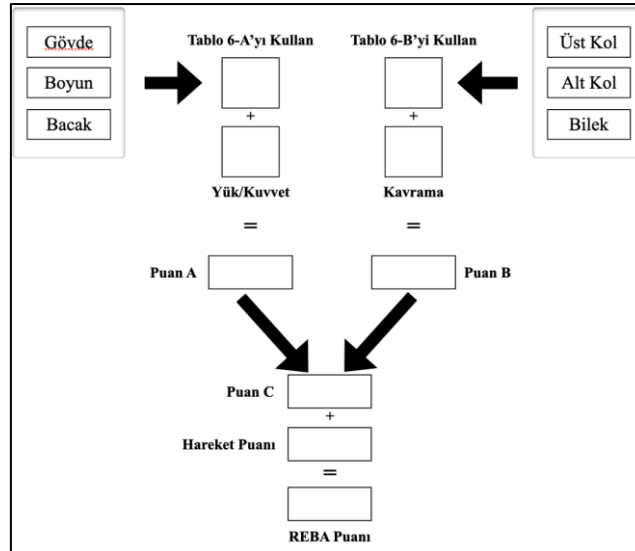 Gövde
Boyun
Bacak
Tablo 6-A'yı Kullan
+
Yük/Kuvvet
=
Puan A
Tablo 6-B'yi Kullan
+
Kavrama
=
Puan B
Üst Kol
Alt Kol
Bilek
Puan C
+
Hareket Puanı
=
REBA Puanı